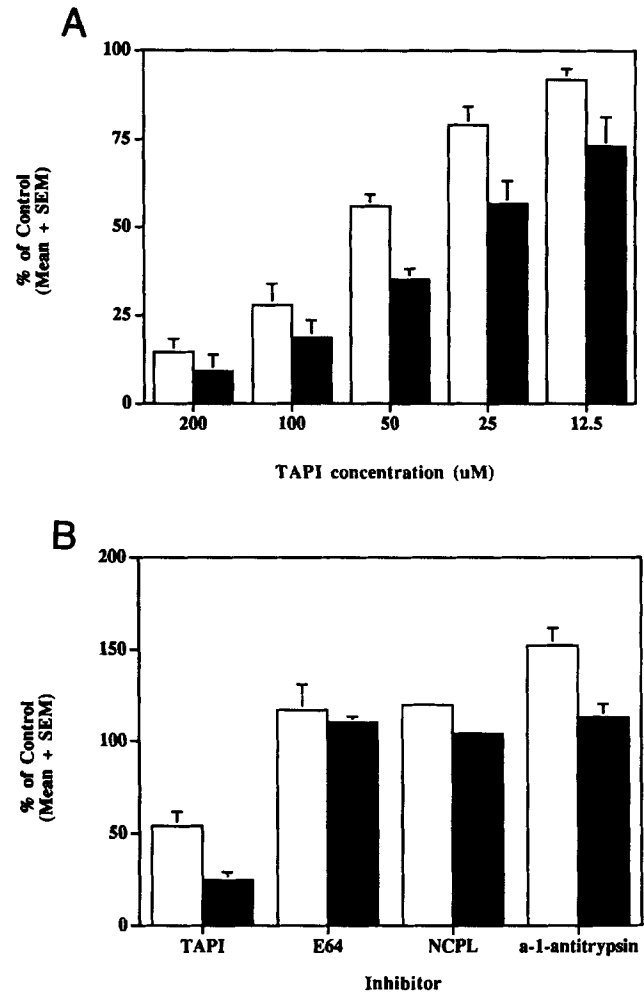 A
% of Control
(Mean + SEM)
100
75
50
25
0
200 100 50 25 12.5
TAPI concentration (uM)
B
% of Control
(Mean + SEM)
200
150
100
50
0
TAPI E64 NCPL a-1-antitrypsin
Inhibitor